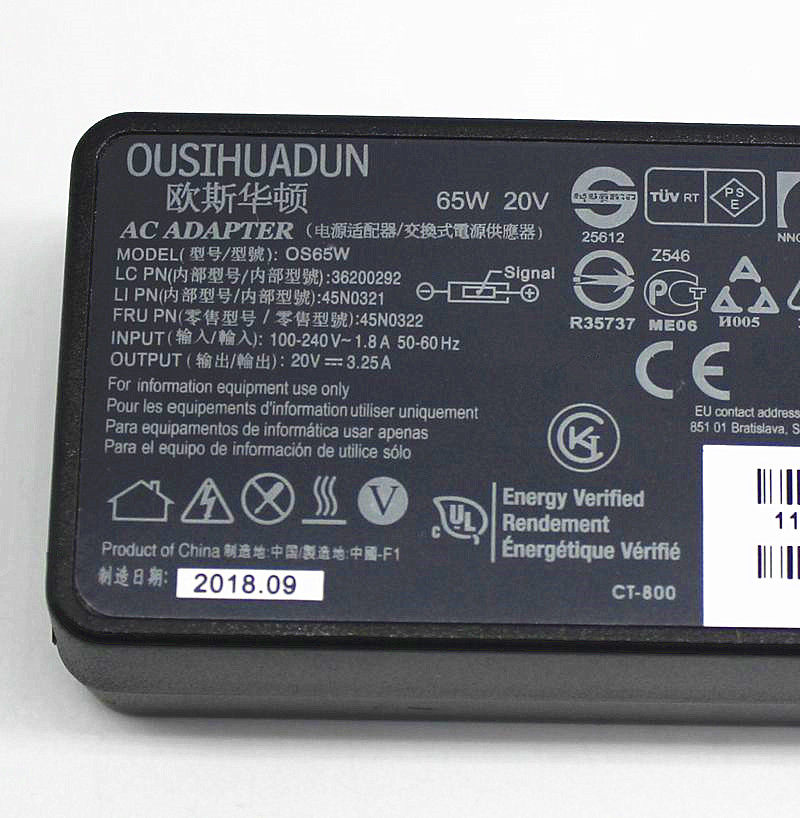 OUSIHUADUN
欧斯华顿
65W 20V
AC ADAPTER (电源适配器/交換式電源供應器)
MODEL(型号/型號): OS65W
LC PN(内部型号/内部型號):36200292
LI PN(内部型号/内部型號):45N0321
FRU PN(零售型号/零售型號):45N0322
INPUT(输入/輸入): 100-240V~1.8A 50-60Hz
OUTPUT(输出/輸出): 20V⎓3.25A
Signal
For information equipment use only
Pour les equipements d'information utiliser uniquement
Para equipamentos de informática usar apenas
Para el equipo de información de utilice sólo
25612
TÜV RT
PSE
R35737
Z546
PCT
ME06
И005
CE
EU contact address
851 01 Bratislava, S
V
c UL
Energy Verified
Rendement
Énergétique Vérifié
Product of China 制造地:中国/製造地:中國-F1
制造日期: 2018.09
CT-800
11